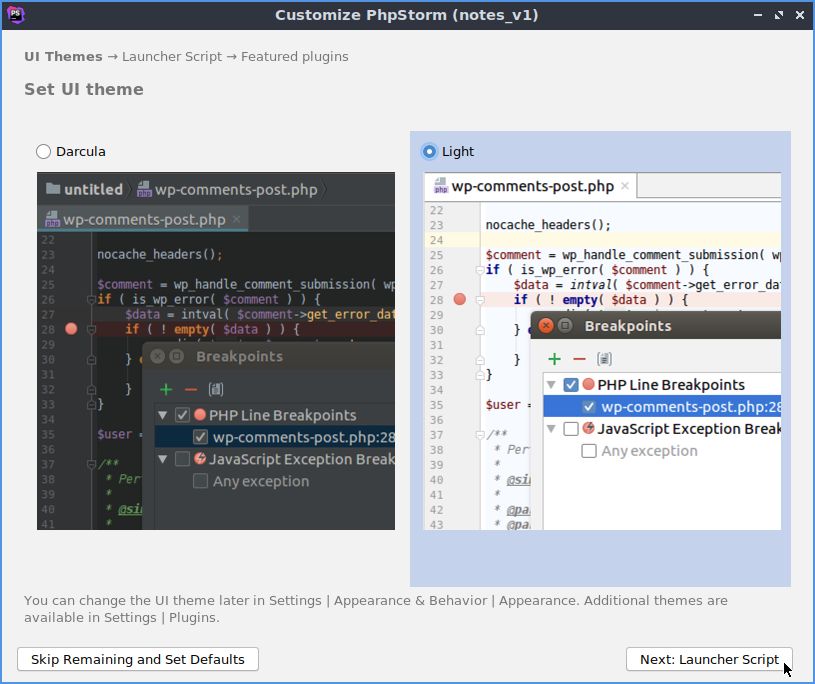 PS
Customize PhpStorm (notes_v1)
UI Themes → Launcher Script → Featured plugins
Set UI theme
Darcula
untitled
php
wp-comments-post.php
php
wp-comments-post.php ×
22
23 nocache_headers();
24
25 $comment = wp_handle_comment_submission( wp
26 if ( is_wp_error( $comment ) ) {
27 $data = intval( $comment->get_error_dat
28 if ( ! empty( $data ) ) {
29
30 } 
31
32 }
33 }
34
35 $user =
36
37 /**
38 * Per
39 *
40 * @si
41 *
Breakpoints
PHP Line Breakpoints
wp-comments-post.php:28
JavaScript Exception Break
Any exception
Light
php
wp-comments-post.php ×
22
23 nocache_headers();
24
25 $comment = wp_handle_comment_submission( wp
26 if ( is_wp_error( $comment ) ) {
27 $data = intval( $comment->get_error_dat
28 if ( ! empty( $data ) ) {
29
30 }
31
32 }
33 }
34
35 $user =
36
37 /**
38 * Per
39 *
40 * @si
41 *
42 * @pa
43 * @pa
Breakpoints
PHP Line Breakpoints
wp-comments-post.php:28
JavaScript Exception Break
Any exception
You can change the UI theme later in Settings | Appearance & Behavior | Appearance. Additional themes are
available in Settings | Plugins.
Skip Remaining and Set Defaults
Next: Launcher Script